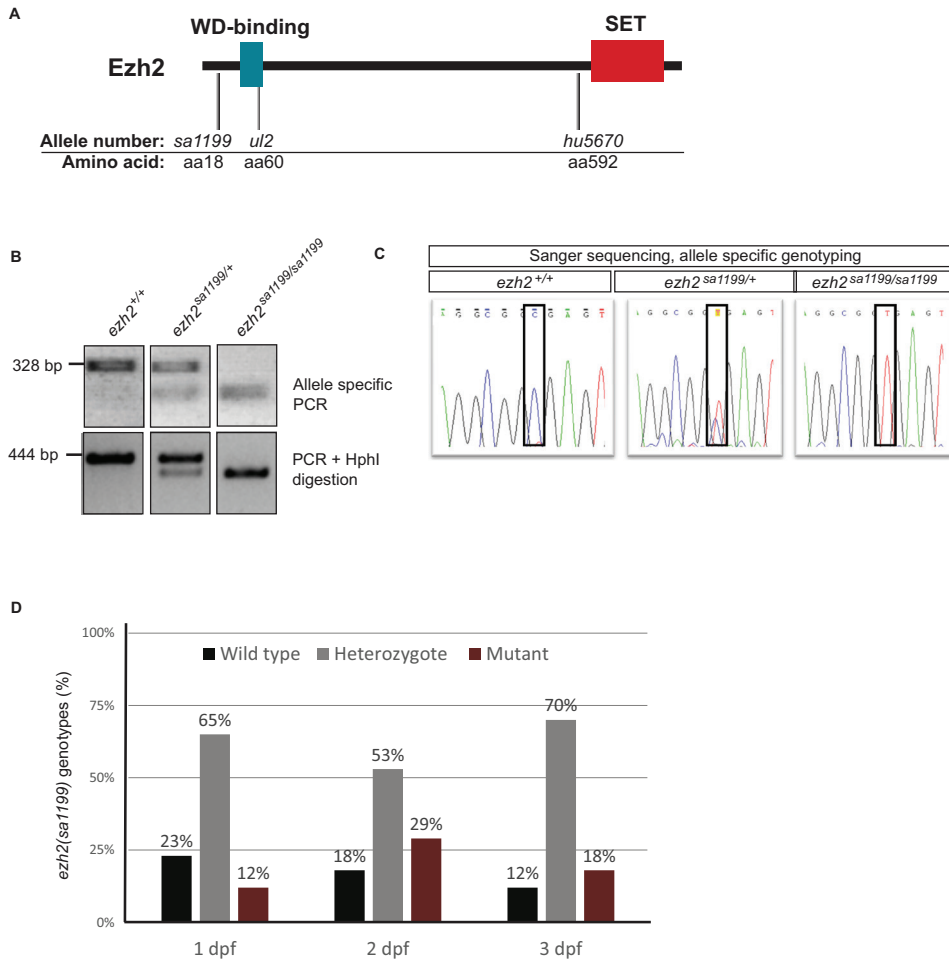 A
WD-binding
SET
Ezh2
Allele number: sa1199 ul2 hu5670
Amino acid: aa18 aa60 aa592
B
ezh2+/+
ezh2sa1199/+
ezh2sa1199/sa1199
328 bp
Allele specific
PCR
444 bp
PCR + HphI
digestion
C
Sanger sequencing, allele specific genotyping
ezh2+/+
ezh2sa1199/+
ezh2sa1199/sa1199
A G G C G G C G A G T
G G C G G G A G T
G G C G G T G A G T
D
ezh2(sa1199) genotypes (%)
100%
75%
50%
25%
0%
Wild type Heterozygote Mutant
23% 65% 12%
18% 53% 29%
12% 70% 18%
1 dpf 2 dpf 3 dpf